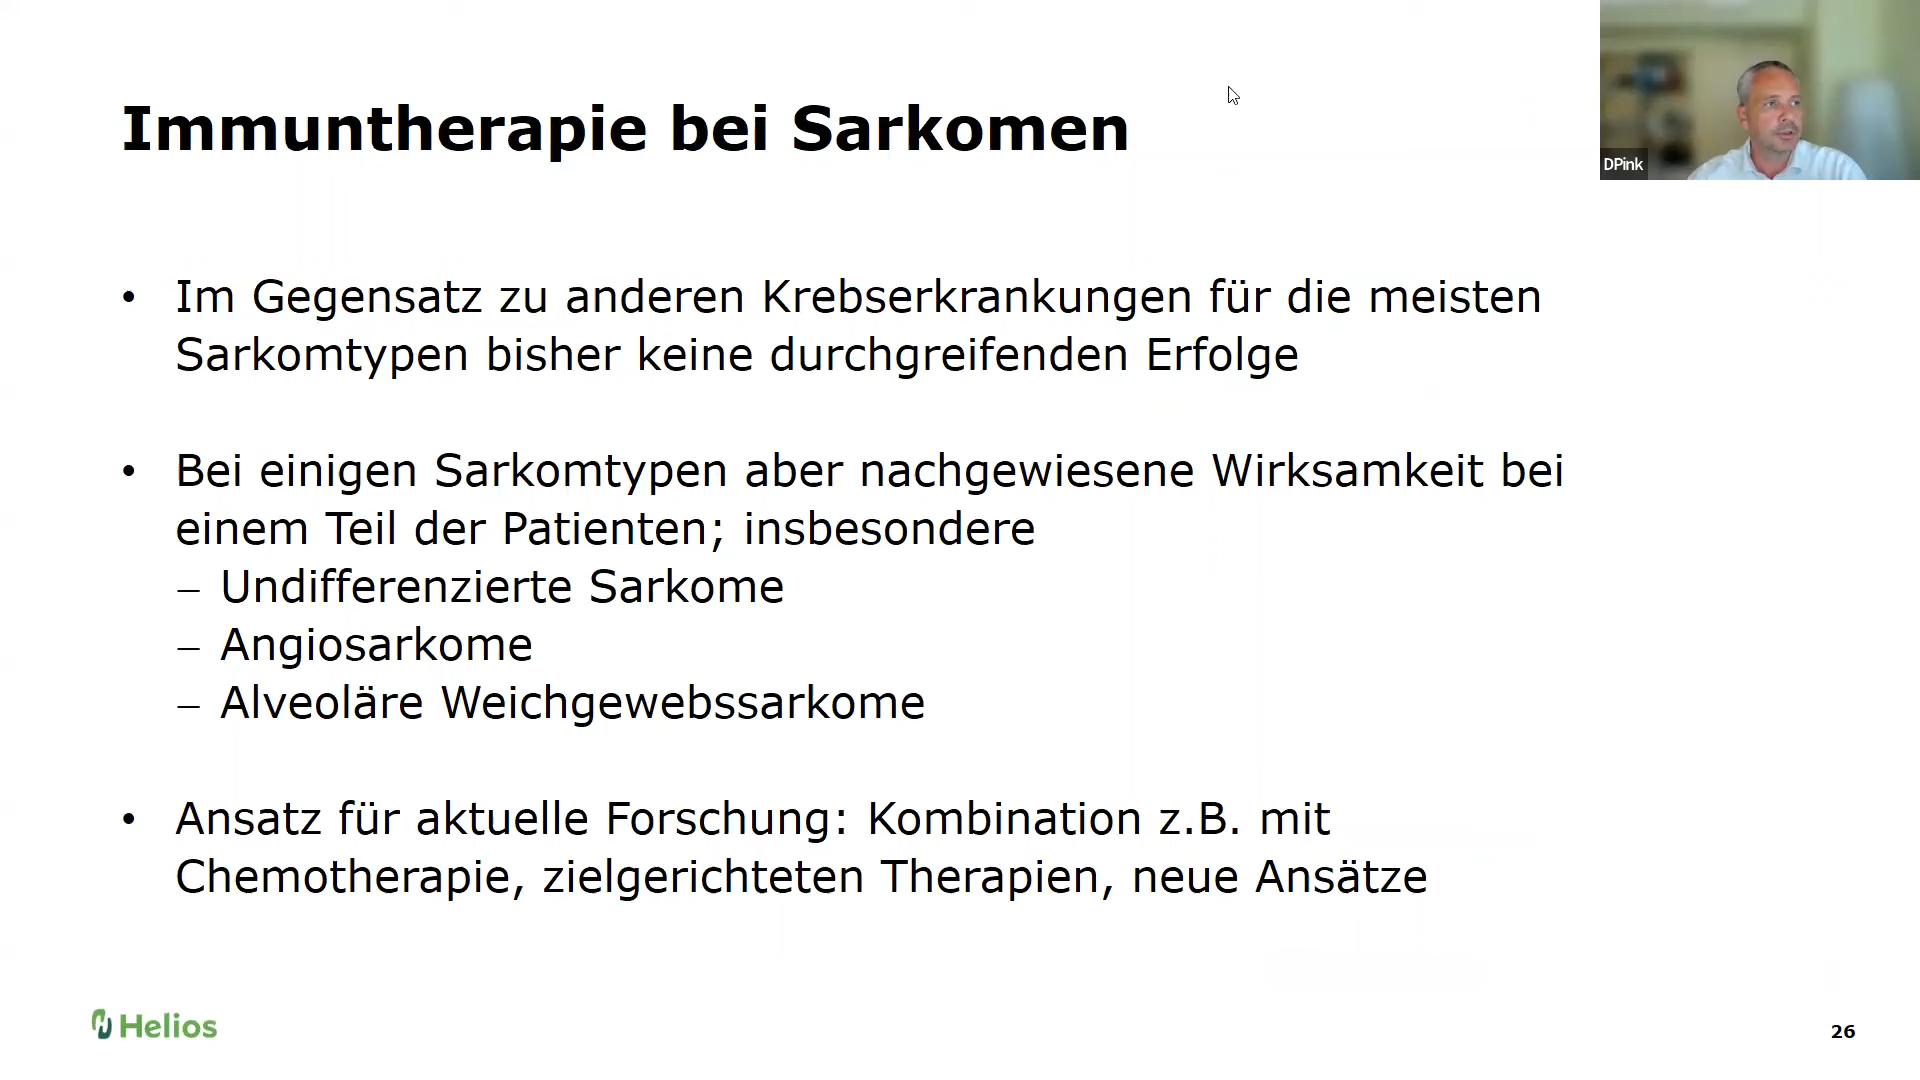 Immuntherapie bei Sarkomen
DPink
• Im Gegensatz zu anderen Krebserkrankungen für die meisten
Sarkomtypen bisher keine durchgreifenden Erfolge
• Bei einigen Sarkomtypen aber nachgewiesene Wirksamkeit bei
einem Teil der Patienten; insbesondere
– Undifferenzierte Sarkome
– Angiosarkome
– Alveoläre Weichgewebssarkome
• Ansatz für aktuelle Forschung: Kombination z.B. mit
Chemotherapie, zielgerichteten Therapien, neue Ansätze
Helios
26